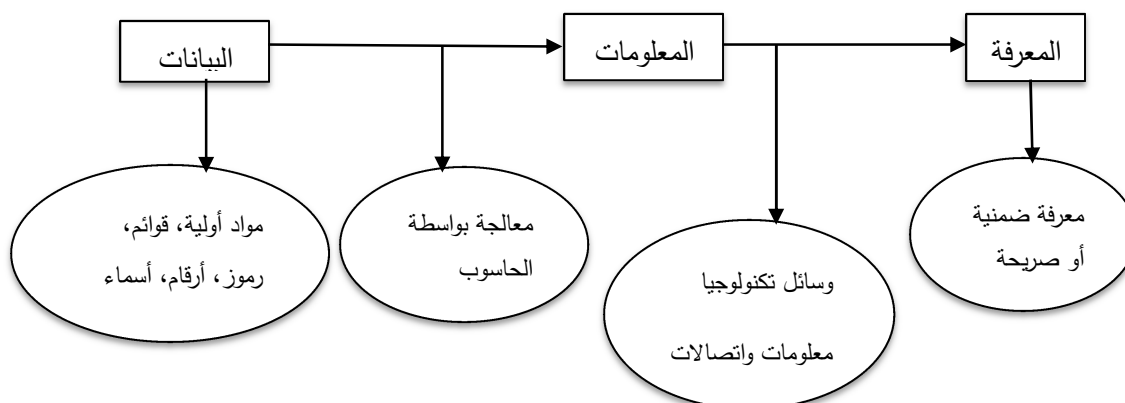 البيانات
المعلومات
المعرفة
مواد أولية، قوائم،
رموز، أرقام، أسماء
معالجة بواسطة
الحاسوب
وسائل تكنولوجيا
معلومات واتصالات
معرفة ضمنية
أو صريحة